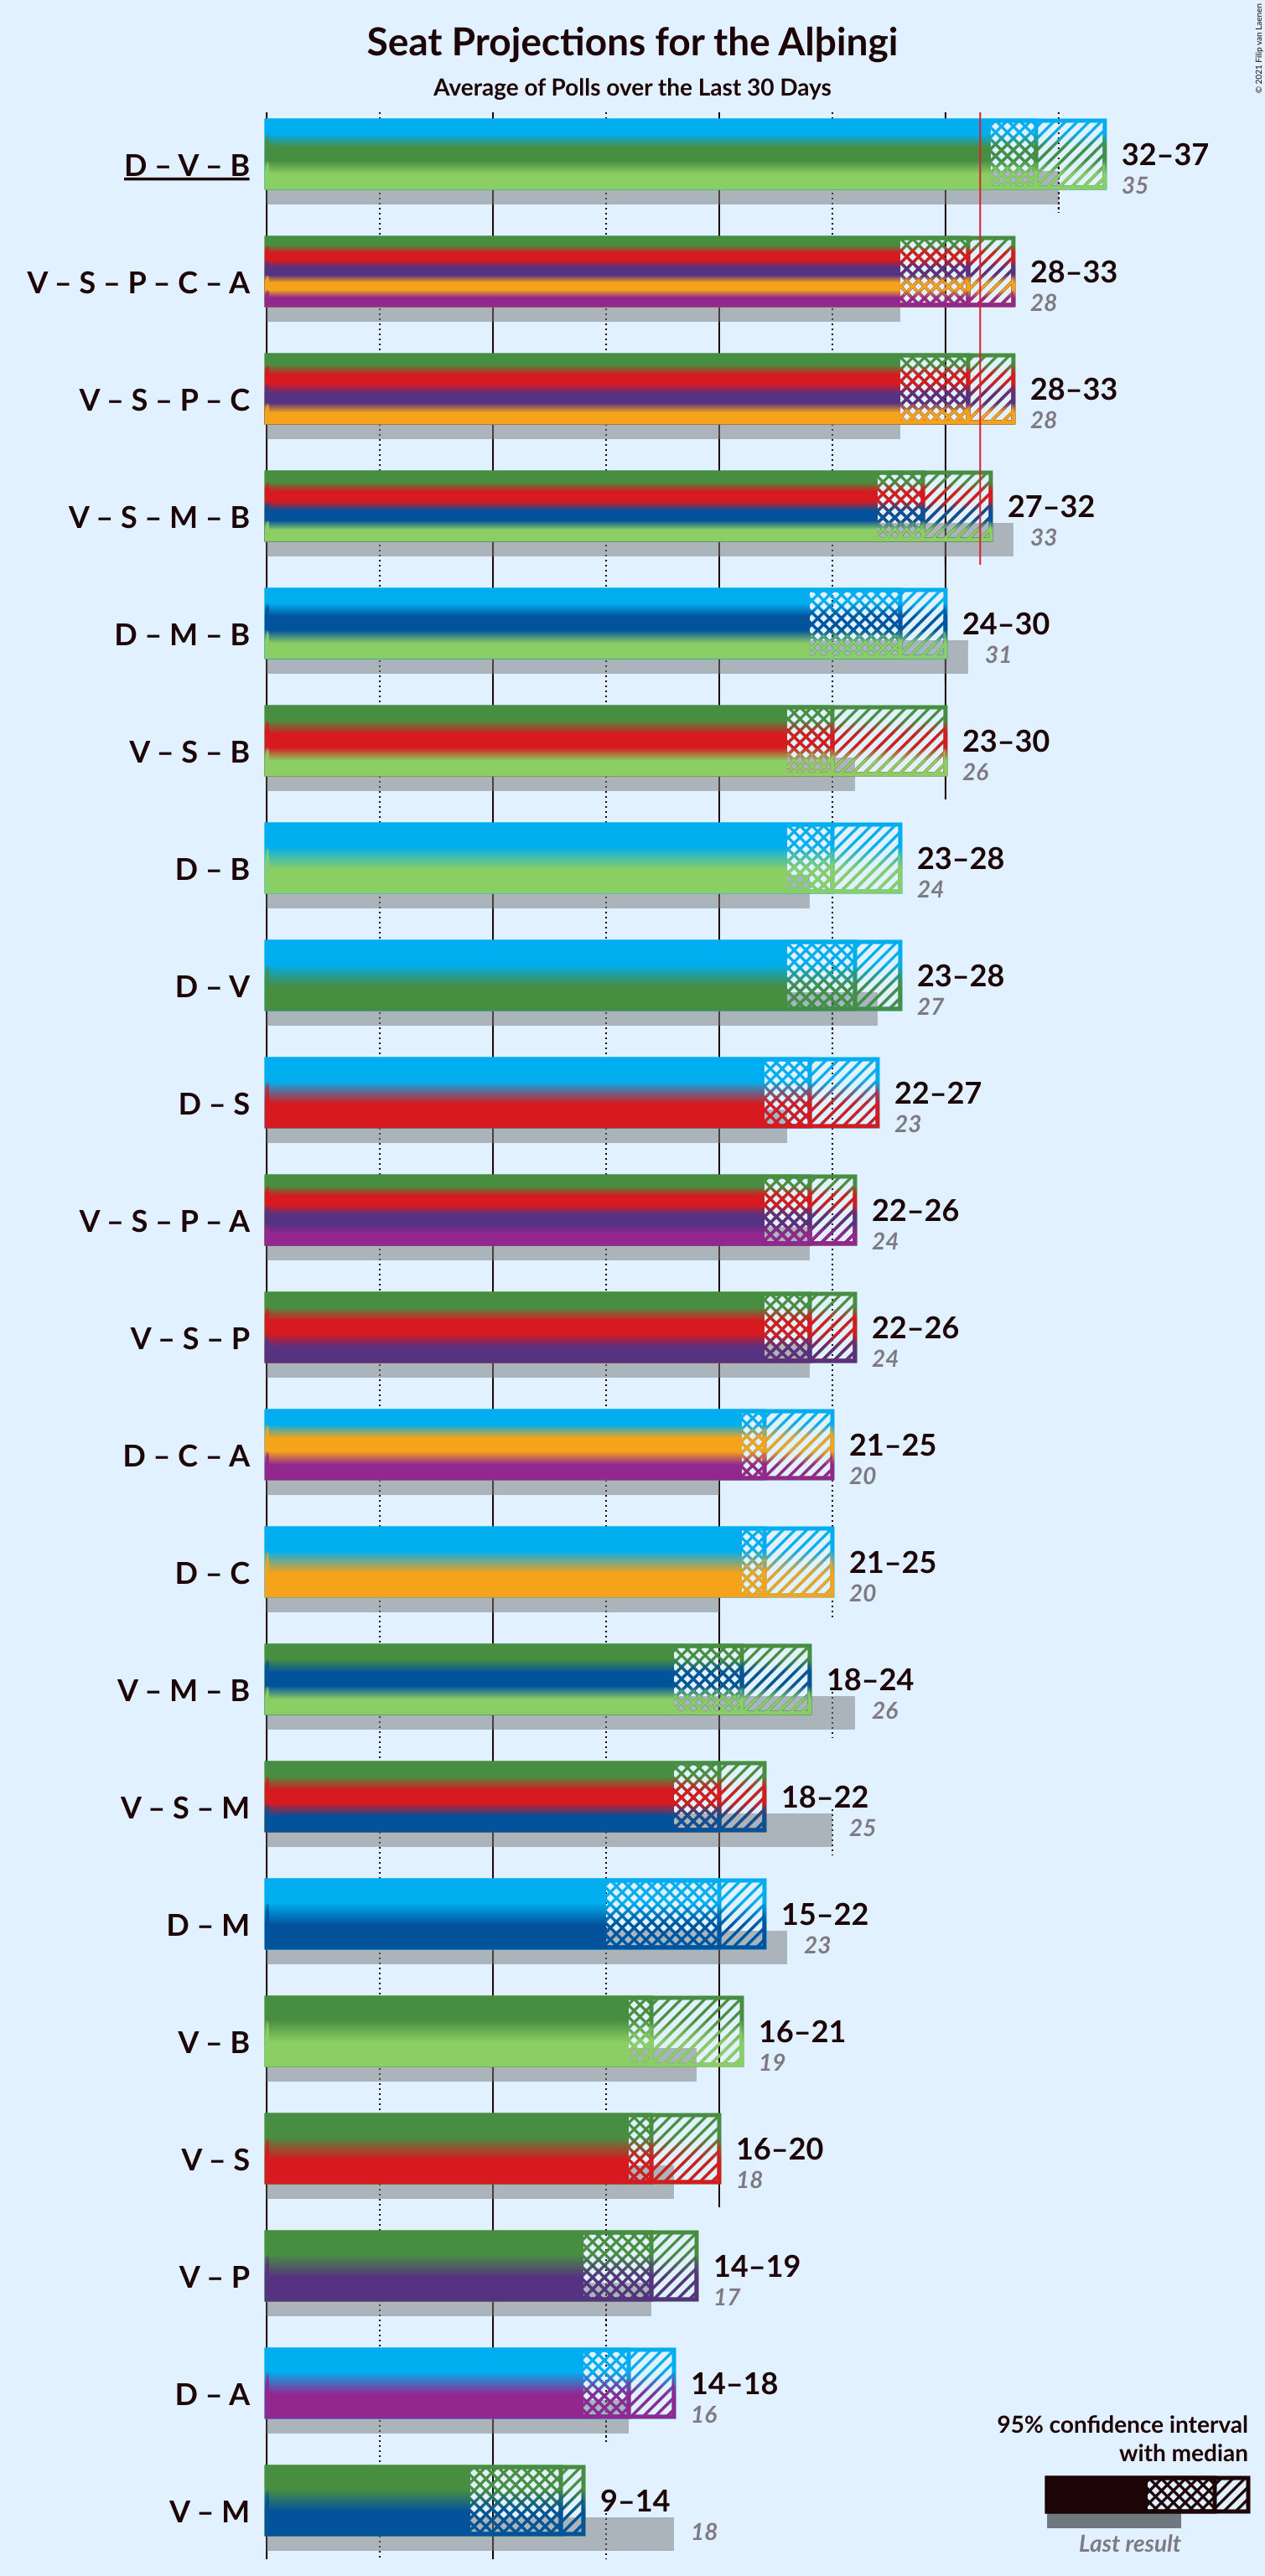 © 2021 Filip van Laenen
Seat Projections for the Alþingi
Average of Polls over the Last 30 Days
D – V – B
32–37
35
V – S – P – C – A
28–33
28
V – S – P – C
28–33
28
V – S – M – B
27–32
33
D – M – B
24–30
31
V – S – B
23–30
26
D – B
23–28
24
D – V
23–28
27
D – S
22–27
23
V – S – P – A
22–26
24
V – S – P
22–26
24
D – C – A
21–25
20
D – C
21–25
20
V – M – B
18–24
26
V – S – M
18–22
25
D – M
15–22
23
V – B
16–21
19
V – S
16–20
18
V – P
14–19
17
D – A
14–18
16
V – M
9–14
18
95% confidence interval
with median
Last result